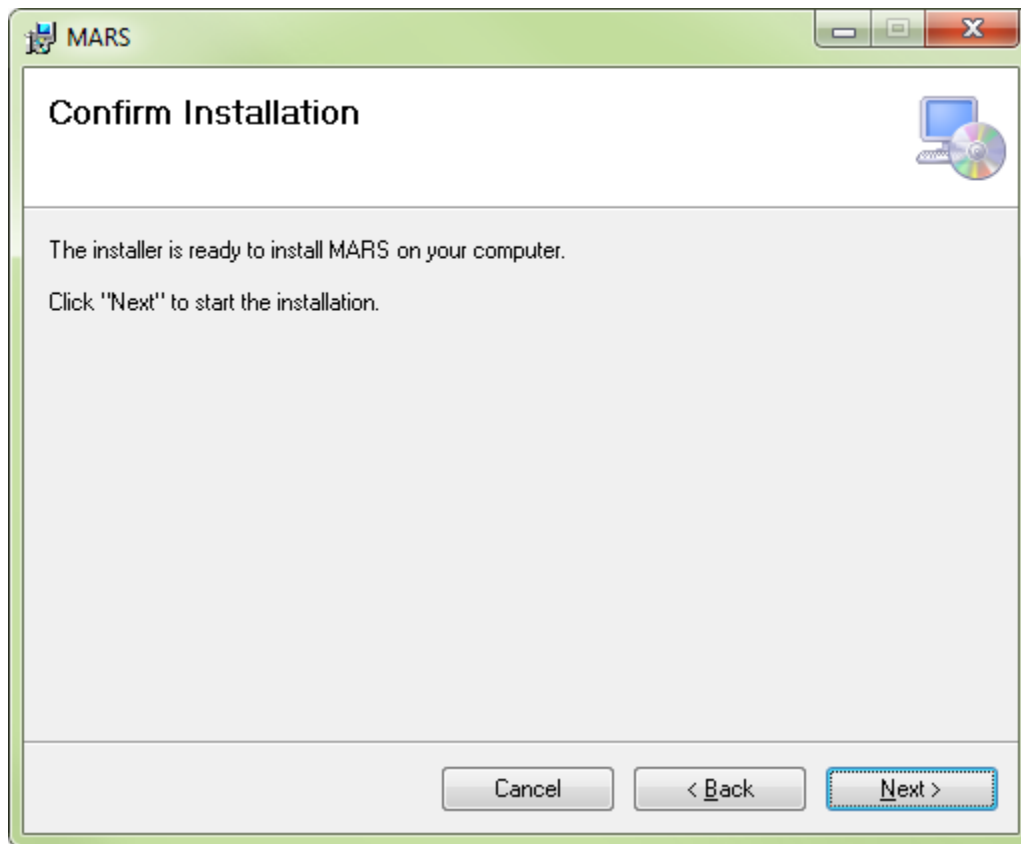 MARS
Confirm Installation
The installer is ready to install MARS on your computer.
Click "Next" to start the installation.
Cancel
< Back
Next >